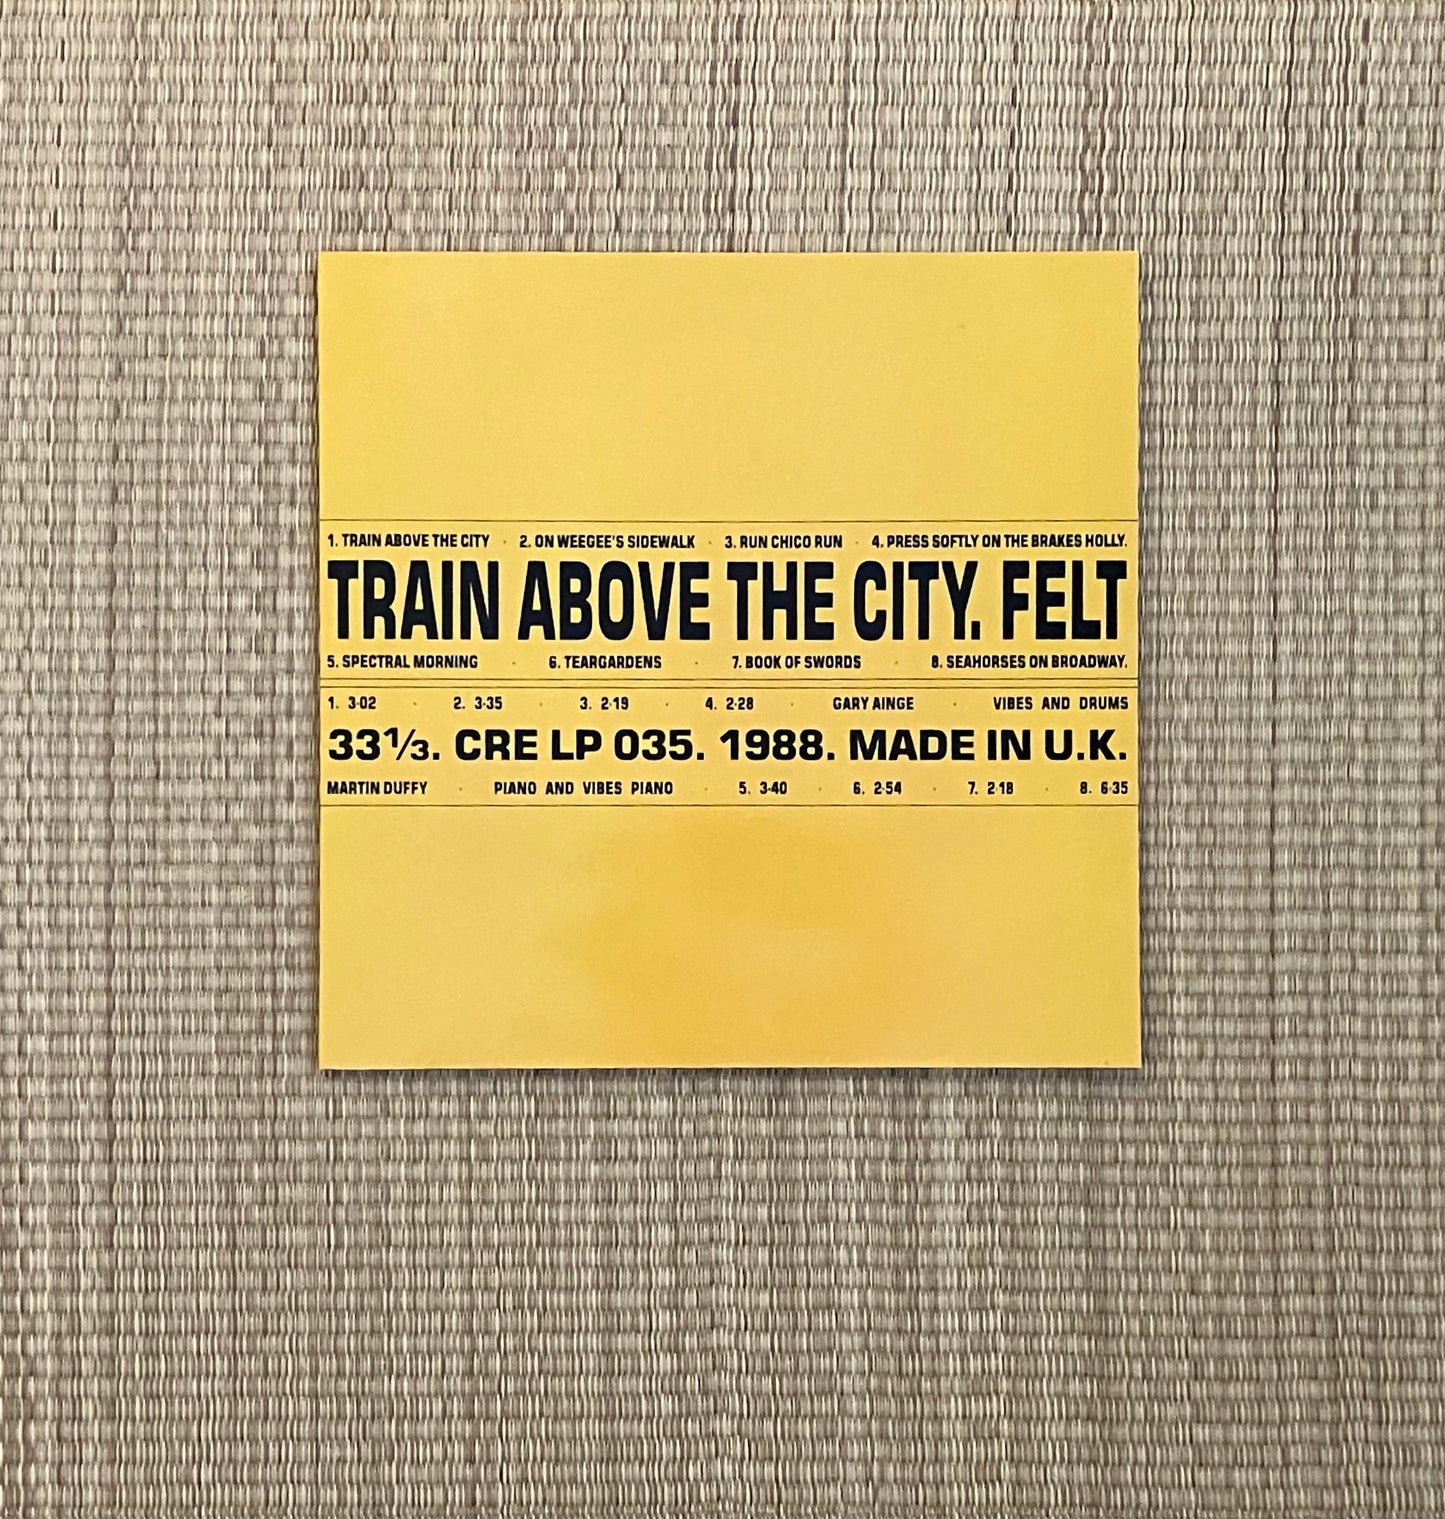 1. TRAIN ABOVE THE CITY · 2. ON WEEGEE'S SIDEWALK · 3. RUN CHICO RUN · 4. PRESS SOFTLY ON THE BRAKES HOLLY.
TRAIN ABOVE THE CITY. FELT
5. SPECTRAL MORNING · 6. TEARGARDENS · 7. BOOK OF SWORDS · 8. SEAHORSES ON BROADWAY.
1. 3·02 · 2. 3·35 · 3. 2·19 · 4. 2·28 · GARY AINGE · VIBES AND DRUMS
33⅓. CRE LP 035. 1988. MADE IN U.K.
MARTIN DUFFY · PIANO AND VIBES PIANO · 5. 3·40 · 6. 2·54 · 7. 2·18 · 8. 6·35